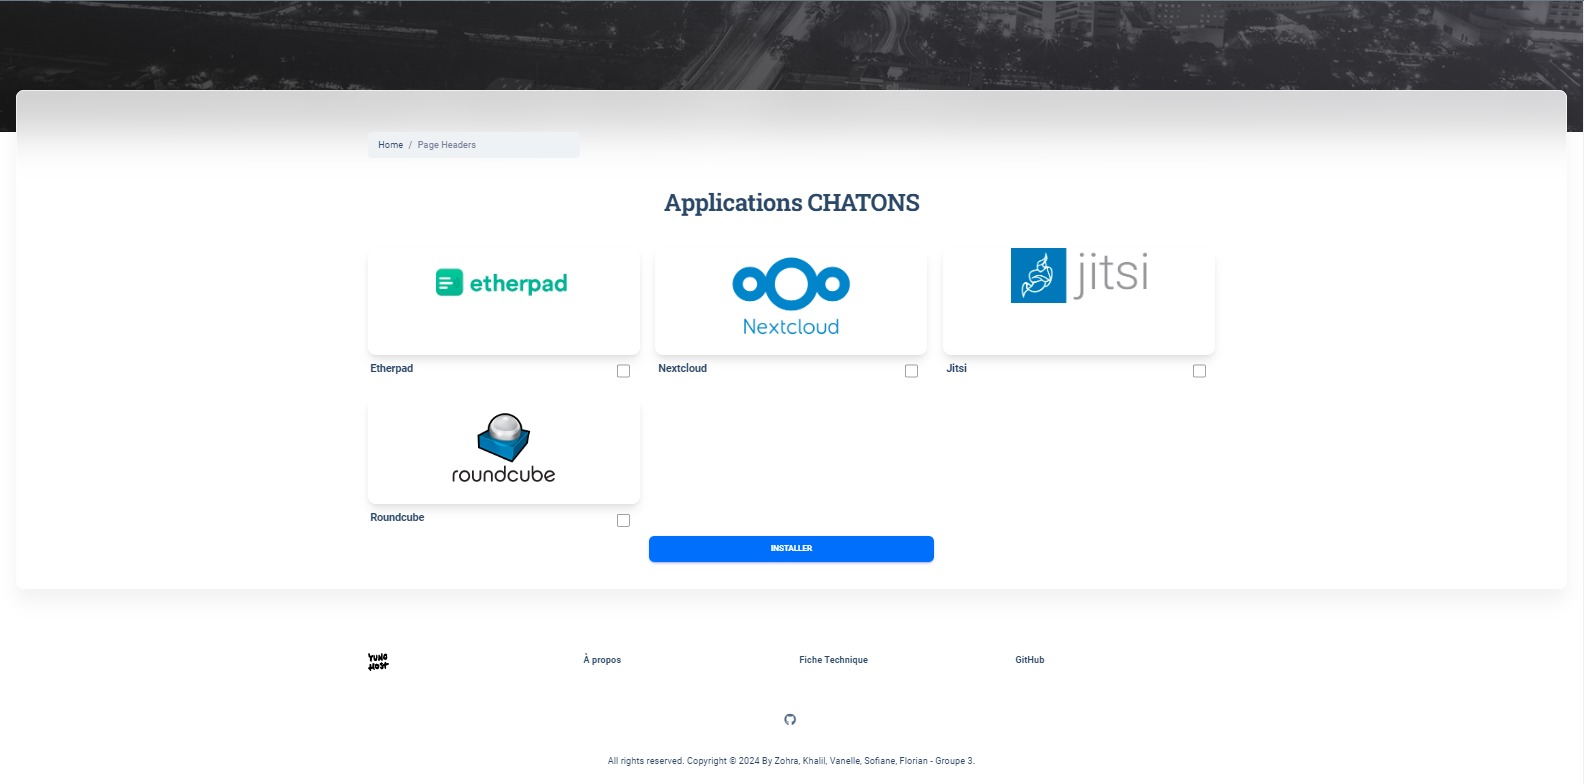 Home / Page Headers
Applications CHATONS
etherpad
Nextcloud
jitsi
Etherpad
Nextcloud
Jitsi
roundcube
Roundcube
INSTALLER
YUNO
HOST
À propos
Fiche Technique
GitHub
All rights reserved. Copyright © 2024 By Zohra, Khalil, Vanelle, Sofiane, Florian - Groupe 3.